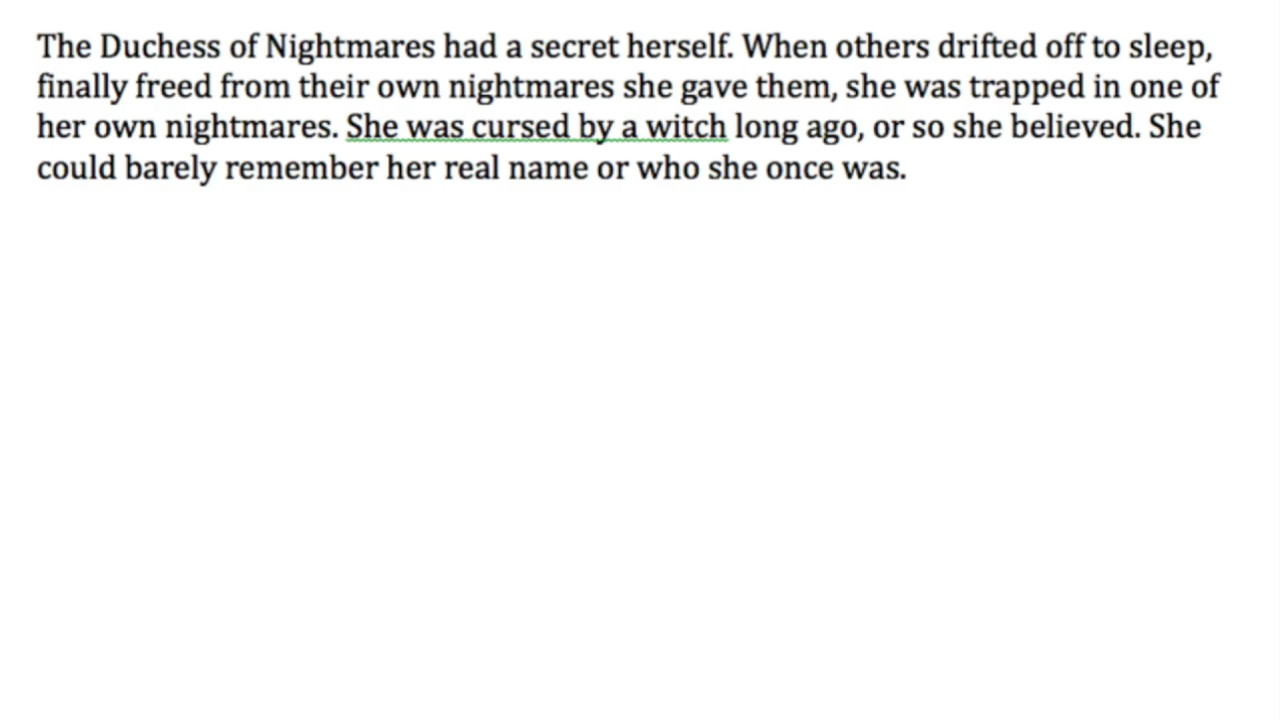 The Duchess of Nightmares had a secret herself. When others drifted off to sleep,
finally freed from their own nightmares she gave them, she was trapped in one of
her own nightmares. She was cursed by a witch long ago, or so she believed. She
could barely remember her real name or who she once was.